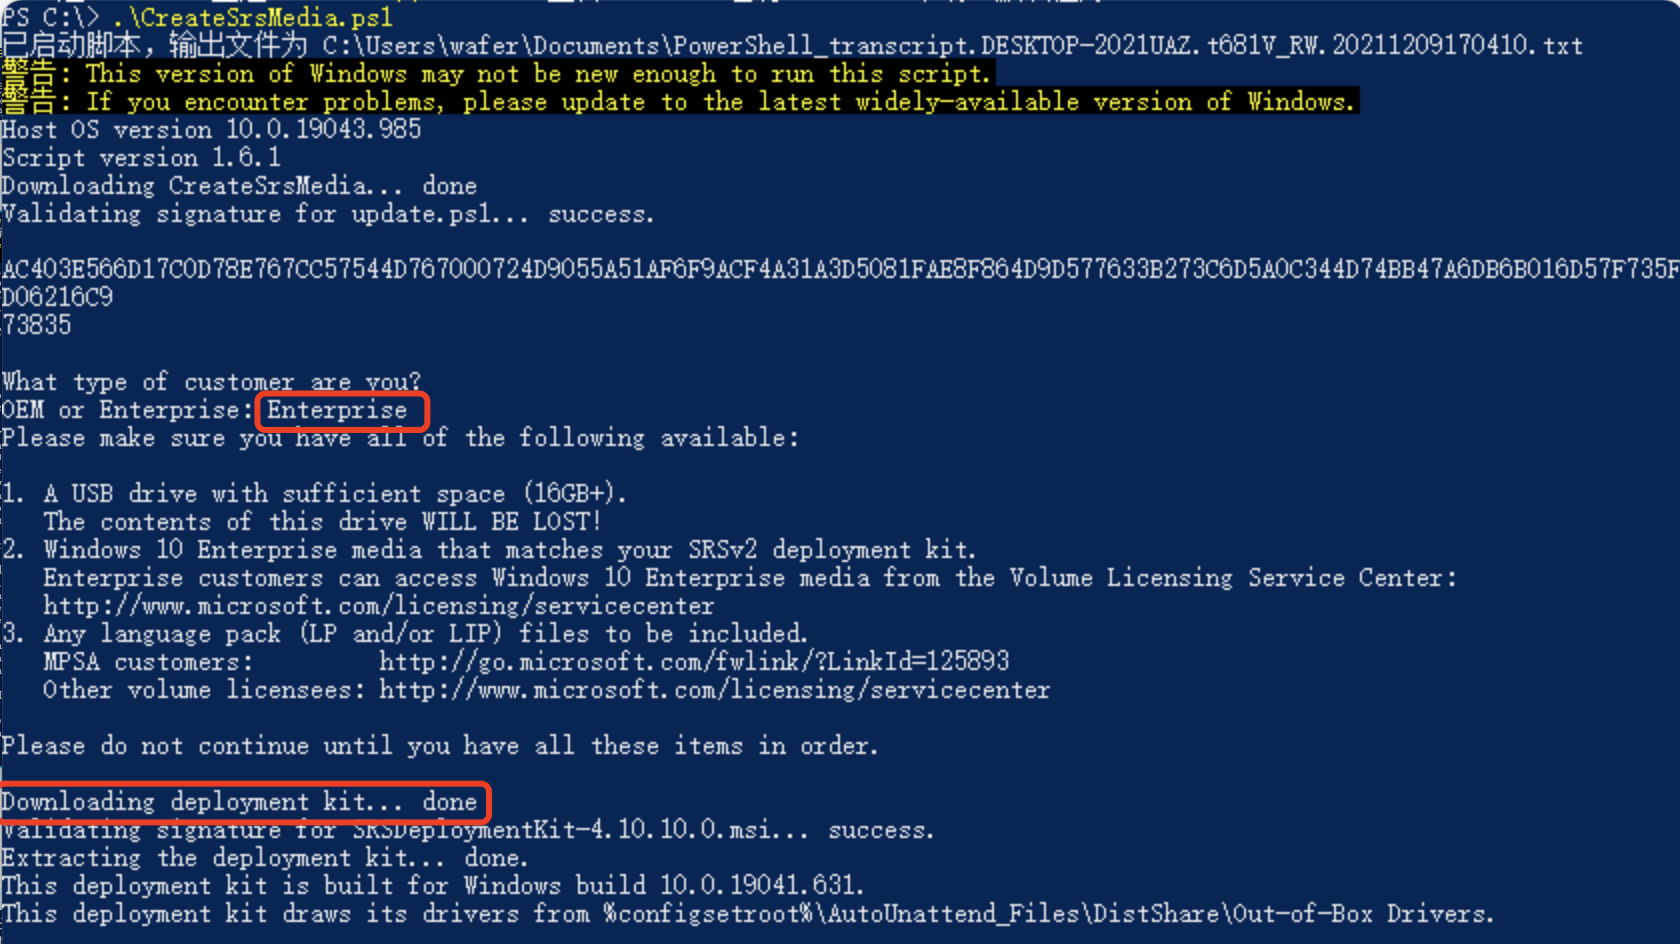 PS C:\> .\CreateSrsMedia.ps1
已启动脚本, 输出文件为 C:\Users\wafer\Documents\PowerShell_transcript.DESKTOP-2021UAZ.t681V_RW.20211209170410.txt
警告: This version of Windows may not be new enough to run this script.
警告: If you encounter problems, please update to the latest widely-available version of Windows.
Host OS version 10.0.19043.985
Script version 1.6.1
Downloading CreateSrsMedia... done
Validating signature for update.ps1... success.
AC403E566D17C0D78E767CC57544D767000724D9055A51AF6F9ACF4A31A3D5081FAE8F864D9D577633B273C6D5A0C344D74BB47A6DB6B016D57F735F
D06216C9
73835
What type of customer are you?
OEM or Enterprise: Enterprise
Please make sure you have all of the following available:
1. A USB drive with sufficient space (16GB+).
The contents of this drive WILL BE LOST!
2. Windows 10 Enterprise media that matches your SRSv2 deployment kit.
Enterprise customers can access Windows 10 Enterprise media from the Volume Licensing Service Center:
http://www.microsoft.com/licensing/servicecenter
3. Any language pack (LP and/or LIP) files to be included.
MPSA customers: http://go.microsoft.com/fwlink/?LinkId=125893
Other volume licensees: http://www.microsoft.com/licensing/servicecenter
Please do not continue until you have all these items in order.
Downloading deployment kit... done
Validating signature for SRSDeploymentKit-4.10.10.0.msi... success.
Extracting the deployment kit... done.
This deployment kit is built for Windows build 10.0.19041.631.
This deployment kit draws its drivers from %configsetroot%\AutoUnattend_Files\DistShare\Out-of-Box Drivers.